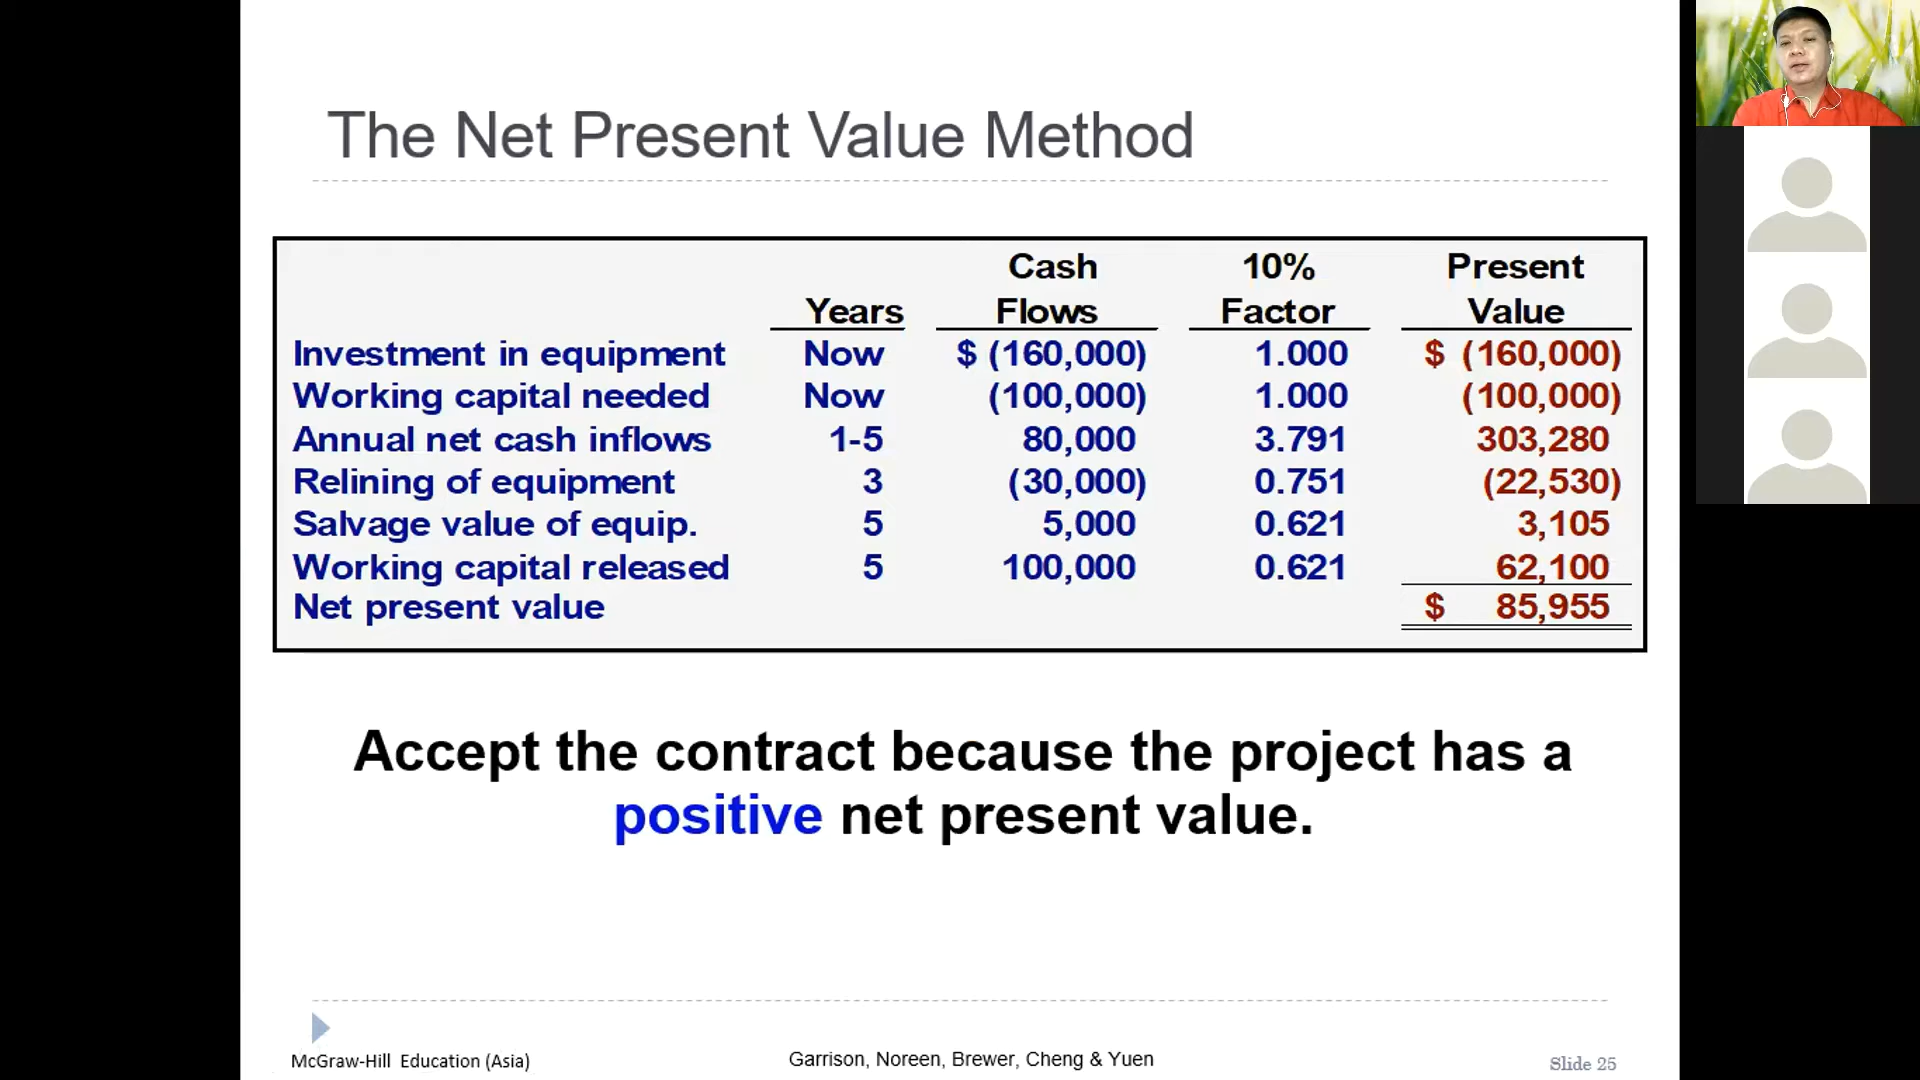 The Net Present Value Method
Cash 10% Present
Years Flows Factor Value
Investment in equipment Now $ (160,000) 1.000 $ (160,000)
Working capital needed Now (100,000) 1.000 (100,000)
Annual net cash inflows 1-5 80,000 3.791 303,280
Relining of equipment 3 (30,000) 0.751 (22,530)
Salvage value of equip. 5 5,000 0.621 3,105
Working capital released 5 100,000 0.621 62,100
Net present value $ 85,955
Accept the contract because the project has a
positive net present value.
McGraw-Hill Education (Asia) Garrison, Noreen, Brewer, Cheng & Yuen Slide 25